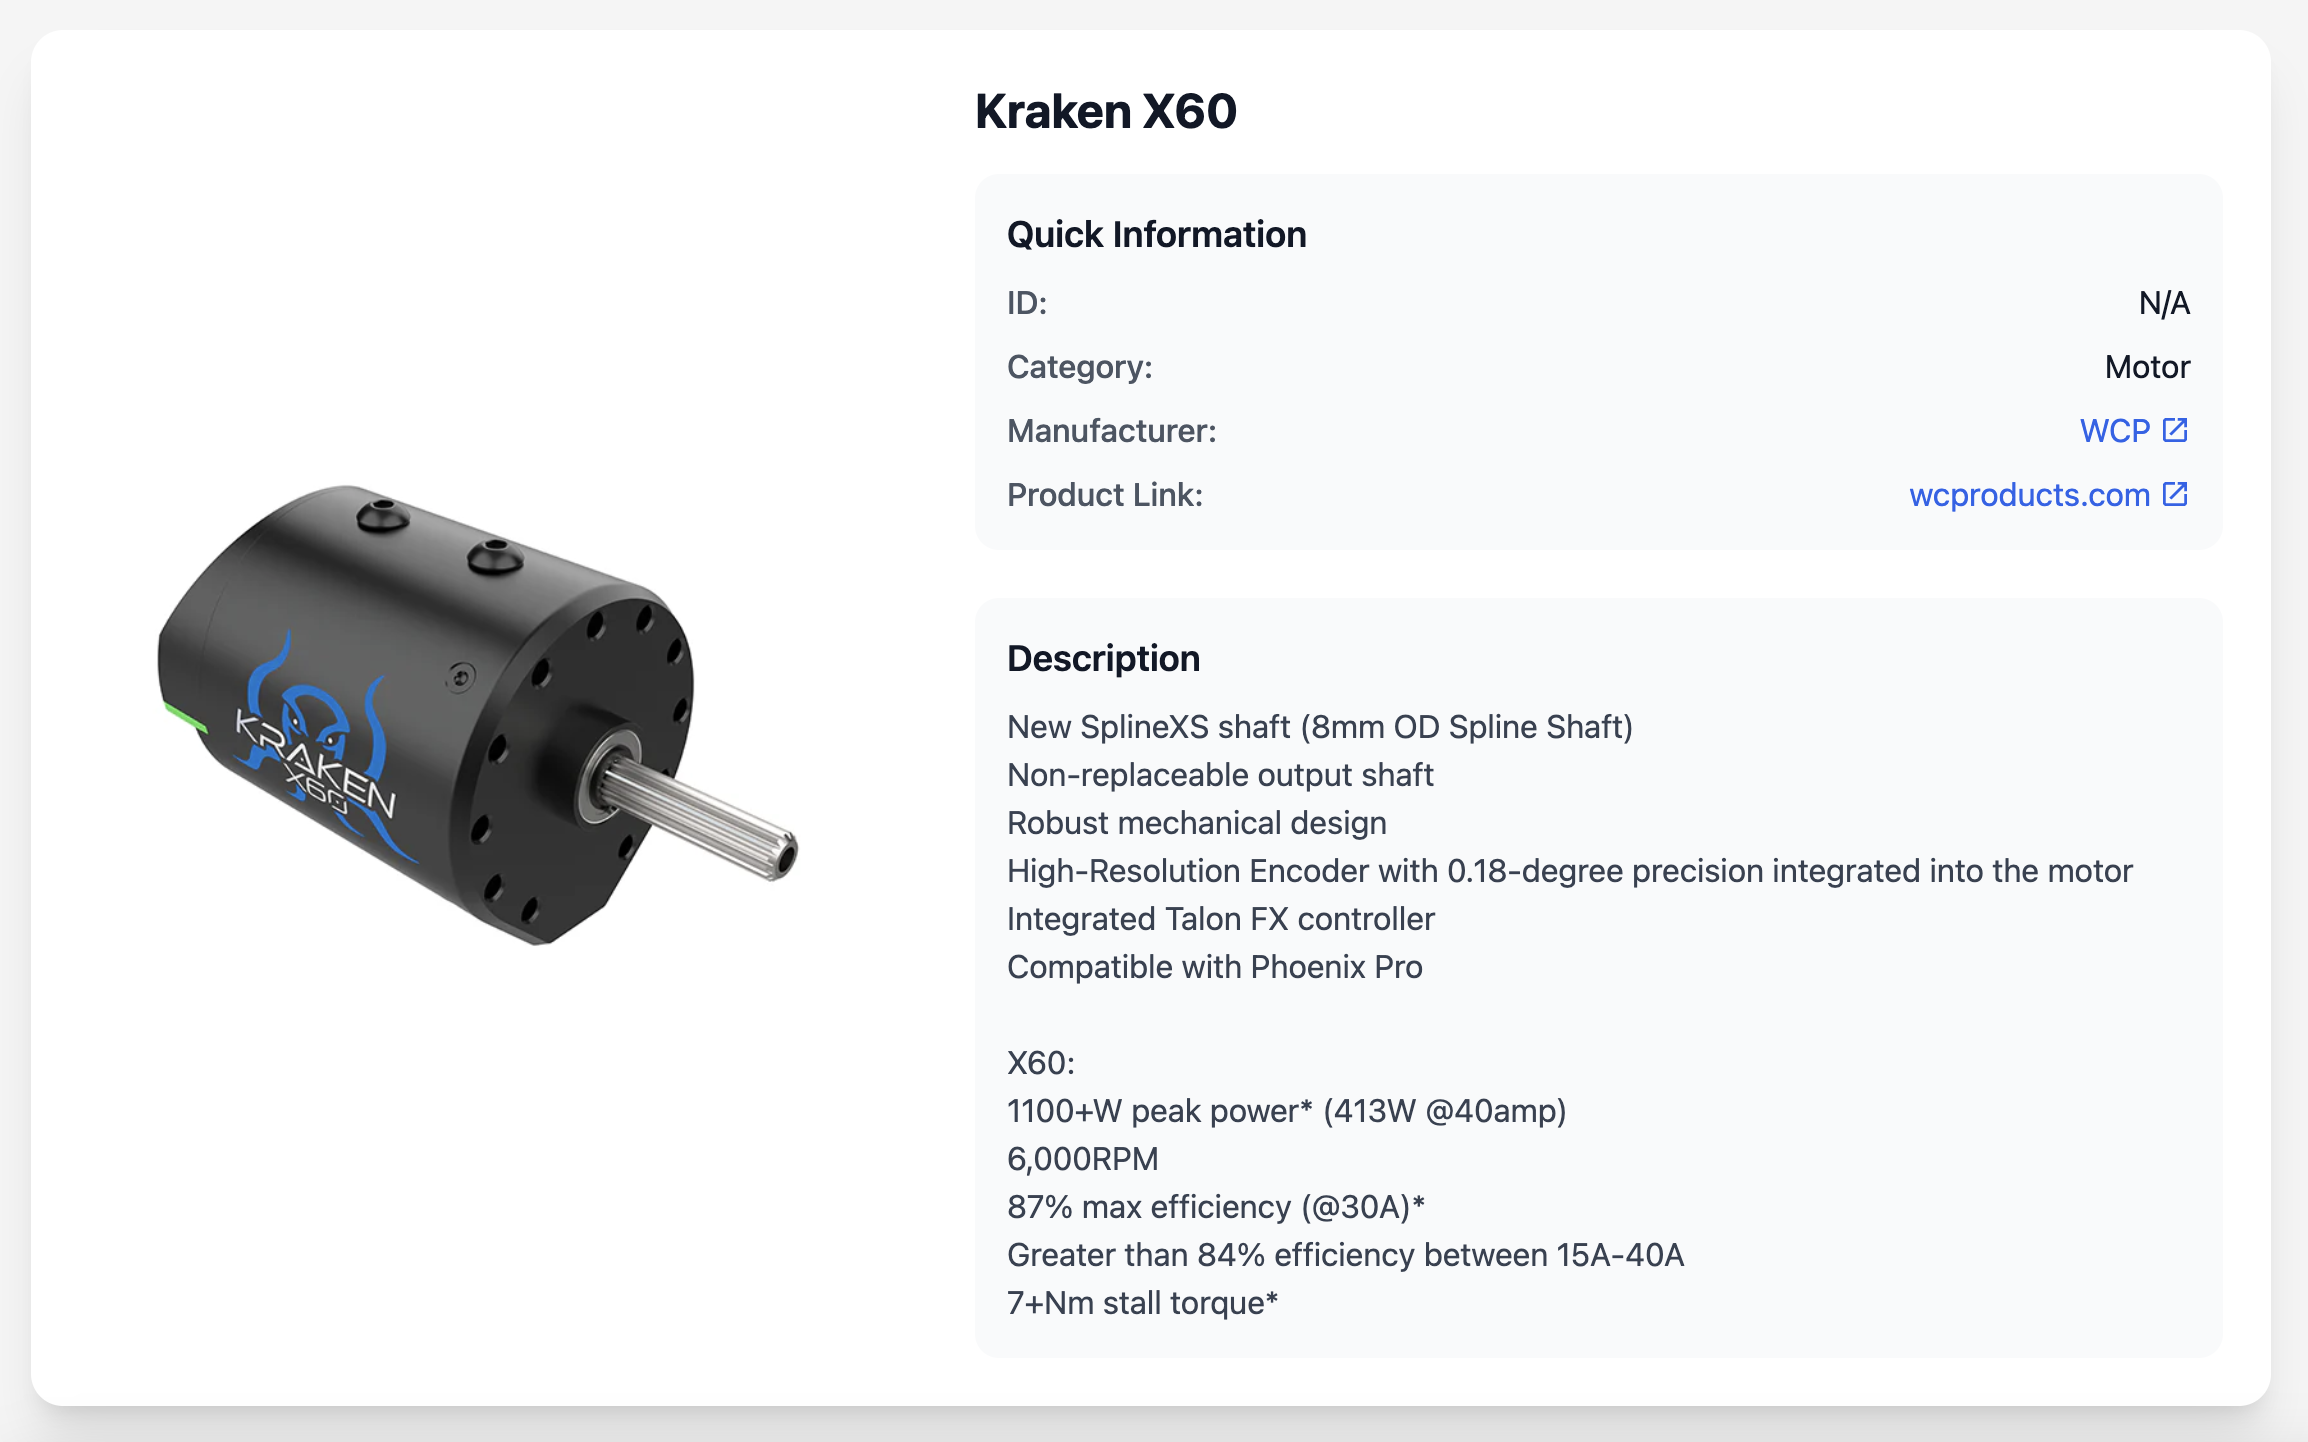 Kraken X60
Quick Information
ID: N/A
Category: Motor
Manufacturer: WCP
Product Link: wcproducts.com
Description
New SplineXS shaft (8mm OD Spline Shaft)
Non-replaceable output shaft
Robust mechanical design
High-Resolution Encoder with 0.18-degree precision integrated into the motor
Integrated Talon FX controller
Compatible with Phoenix Pro
X60:
1100+W peak power* (413W @40amp)
6,000RPM
87% max efficiency (@30A)*
Greater than 84% efficiency between 15A-40A
7+Nm stall torque*
KRAKEN
X60